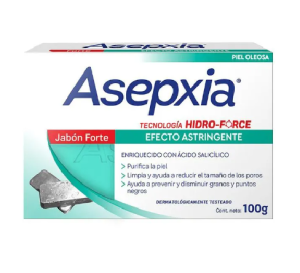 PIEL OLEOSA
Asepxia®
TECNOLOGÍA HIDRO-FORCE
Jabón Forte
EFECTO ASTRINGENTE
ENRIQUECIDO CON ÁCIDO SALICÍLICO
Purifica la piel
Limpia y ayuda a reducir el tamaño de los poros
Ayuda a prevenir y disminuir granos y puntos
negros
DERMATOLÓGICAMENTE TESTEADO
Cont. neto: 100g